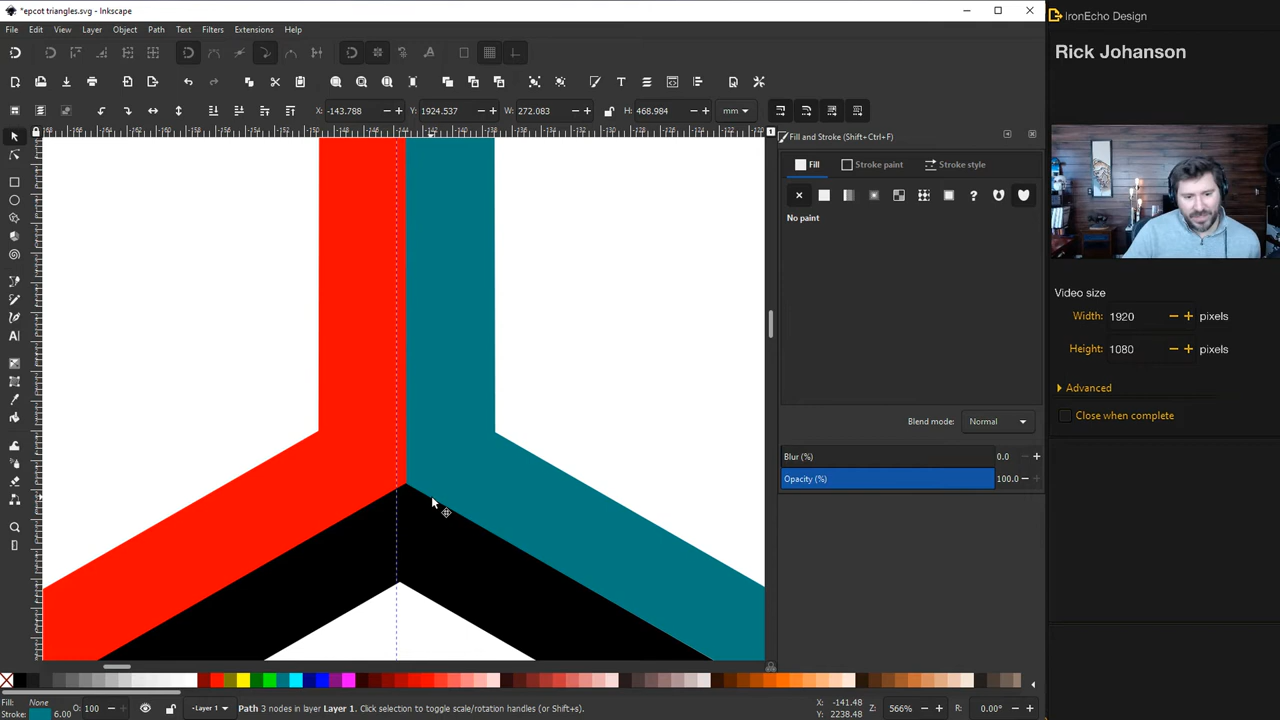 *epcot triangles.svg - Inkscape
File Edit View Layer Object Path Text Filters Extensions Help
X: -143.788 Y: 1924.537 W: 272.083 H: 468.984 mm
Fill and Stroke (Shift+Ctrl+F)
Fill Stroke paint Stroke style
No paint
Blend mode: Normal
Blur (%) 0.0
Opacity (%) 100.0
Fill: None
Stroke: 6.00
O: 100
-Layer 1
Path 3 nodes in layer Layer 1. Click selection to toggle scale/rotation handles (or Shift+s).
X: -141.48
Y: 2238.48
Z: 566%
R: 0.00°
IronEcho Design
Rick Johanson
Video size
Width: 1920 pixels
Height: 1080 pixels
Advanced
Close when complete